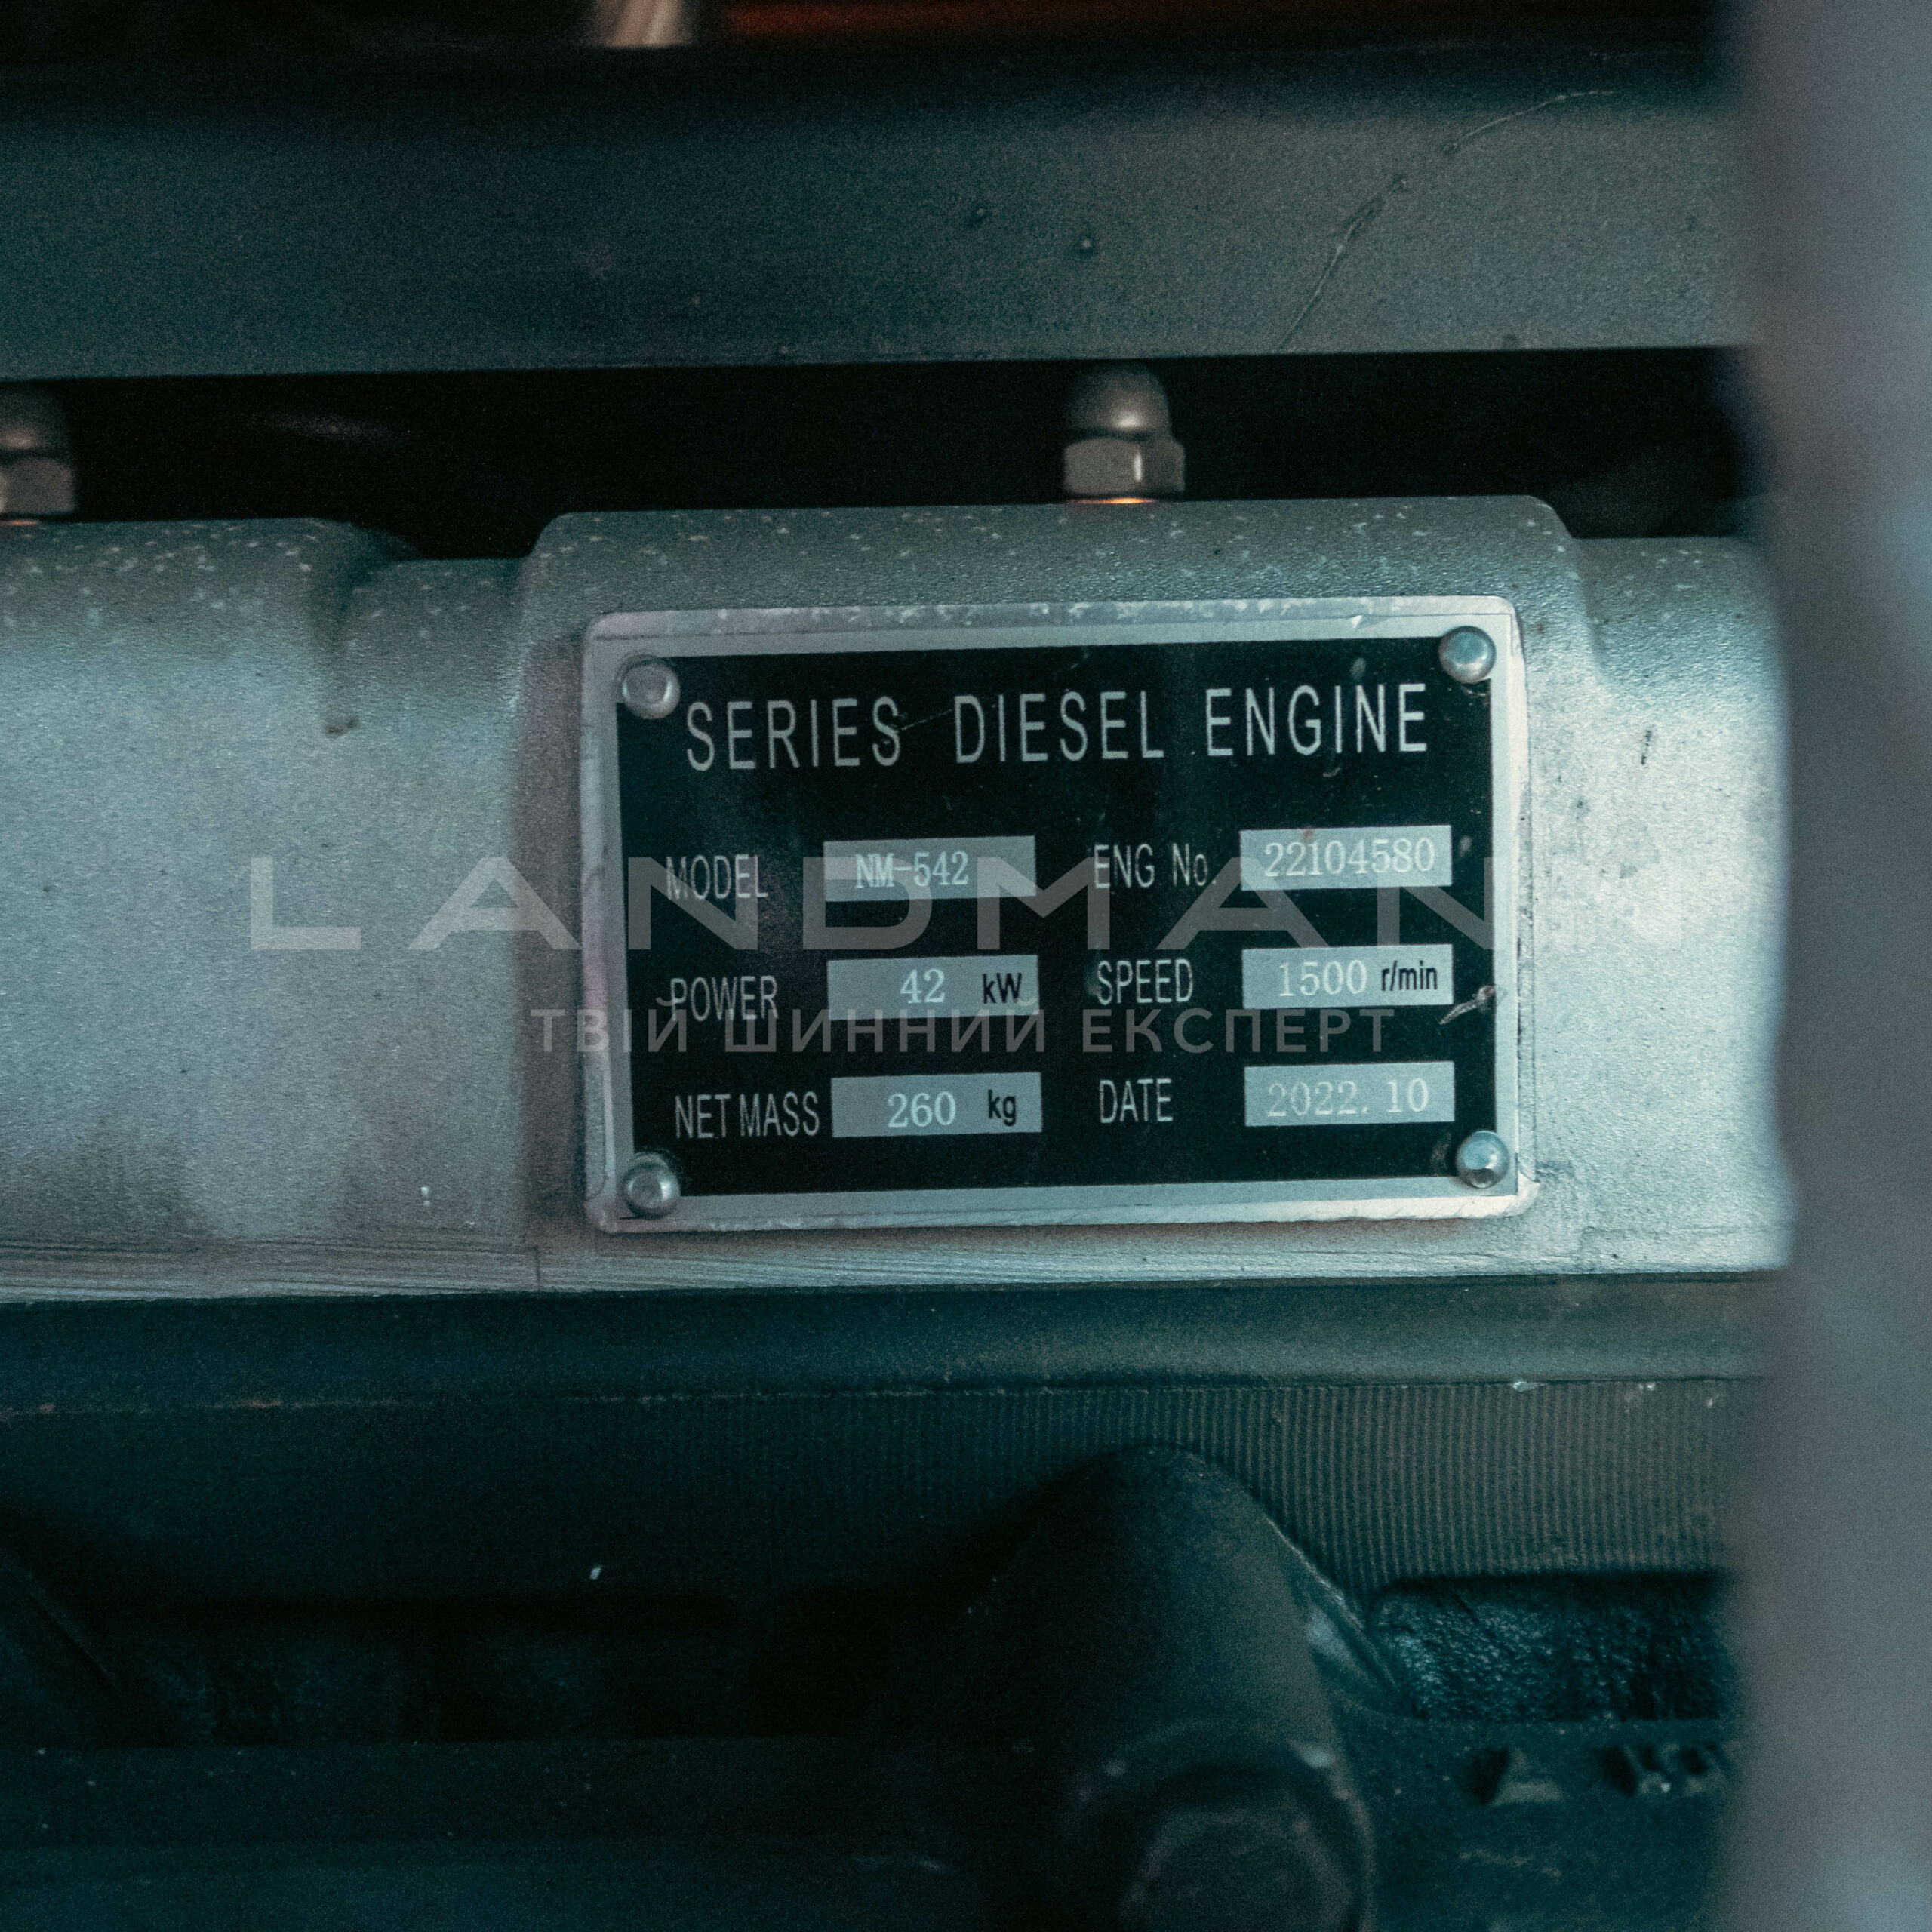 SERIES DIESEL ENGINE
MODEL NM-542 ENG No. 22104580
LANDMAN
POWER 42 kW SPEED 1500 r/min
ТВІЙ ШИННИЙ ЕКСПЕРТ
NET MASS 260 kg DATE 2022.10